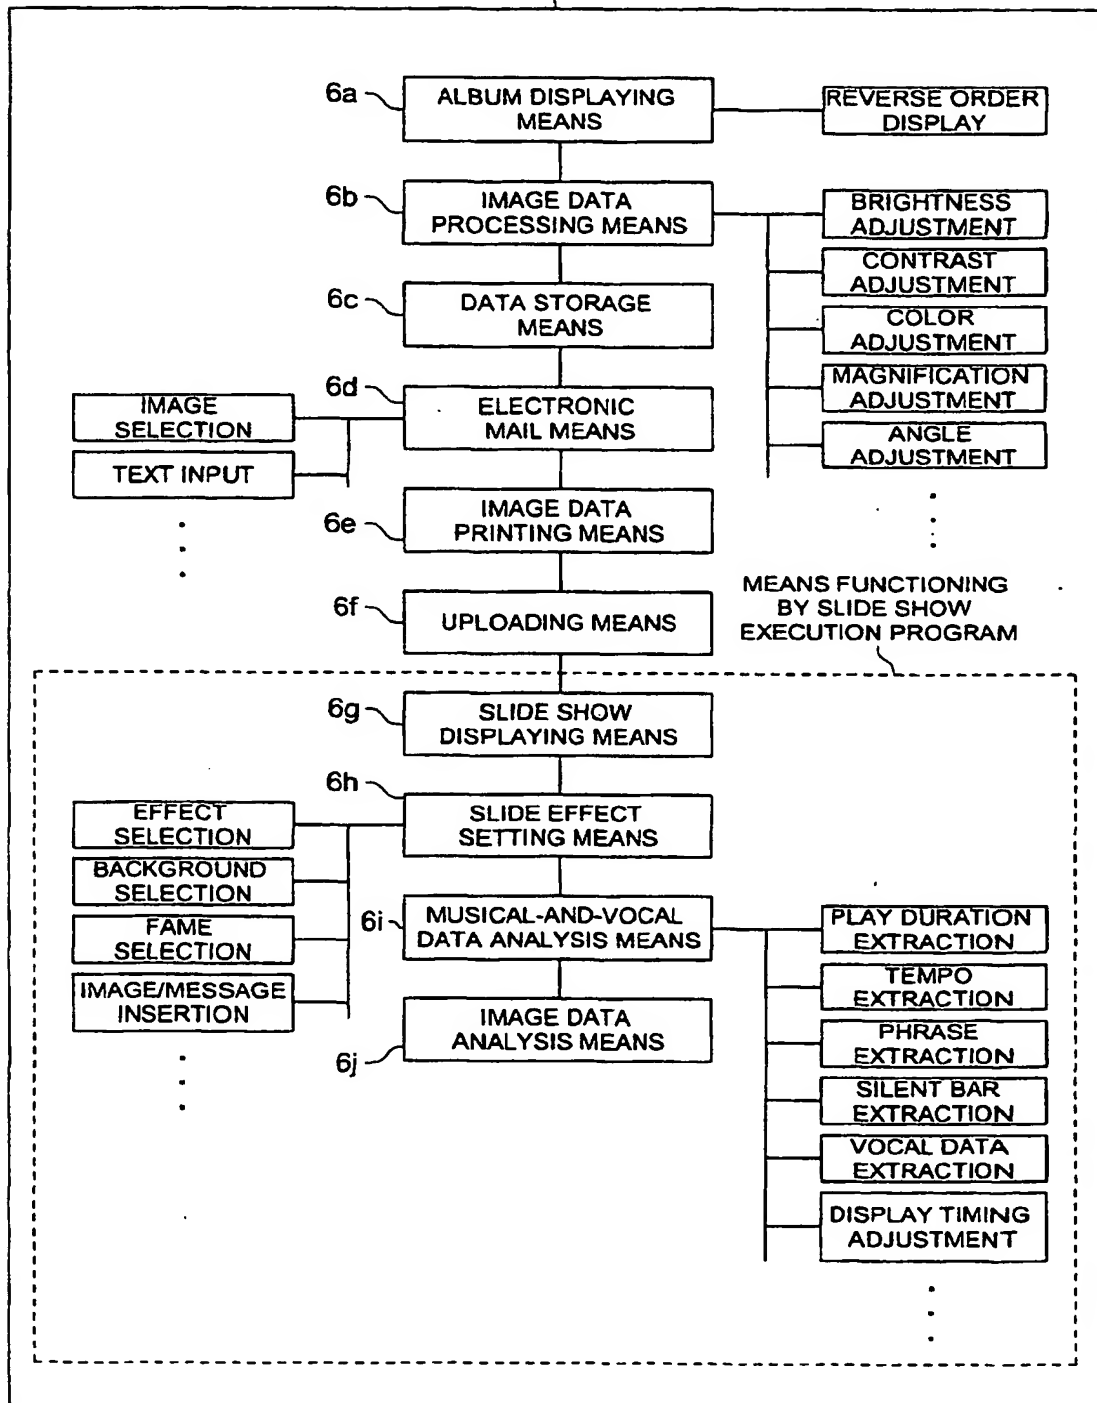 6a
ALBUM DISPLAYING
MEANS
REVERSE ORDER
DISPLAY
6b
IMAGE DATA
PROCESSING MEANS
BRIGHTNESS
ADJUSTMENT
CONTRAST
ADJUSTMENT
COLOR
ADJUSTMENT
MAGNIFICATION
ADJUSTMENT
ANGLE
ADJUSTMENT
6c
DATA STORAGE
MEANS
6d
ELECTRONIC
MAIL MEANS
IMAGE
SELECTION
TEXT INPUT
6e
IMAGE DATA
PRINTING MEANS
6f
UPLOADING MEANS
MEANS FUNCTIONING
BY SLIDE SHOW
EXECUTION PROGRAM
6g
SLIDE SHOW
DISPLAYING MEANS
6h
SLIDE EFFECT
SETTING MEANS
EFFECT
SELECTION
BACKGROUND
SELECTION
FAME
SELECTION
IMAGE/MESSAGE
INSERTION
6i
MUSICAL-AND-VOCAL
DATA ANALYSIS MEANS
PLAY DURATION
EXTRACTION
TEMPO
EXTRACTION
PHRASE
EXTRACTION
SILENT BAR
EXTRACTION
VOCAL DATA
EXTRACTION
DISPLAY TIMING
ADJUSTMENT
6j
IMAGE DATA
ANALYSIS MEANS